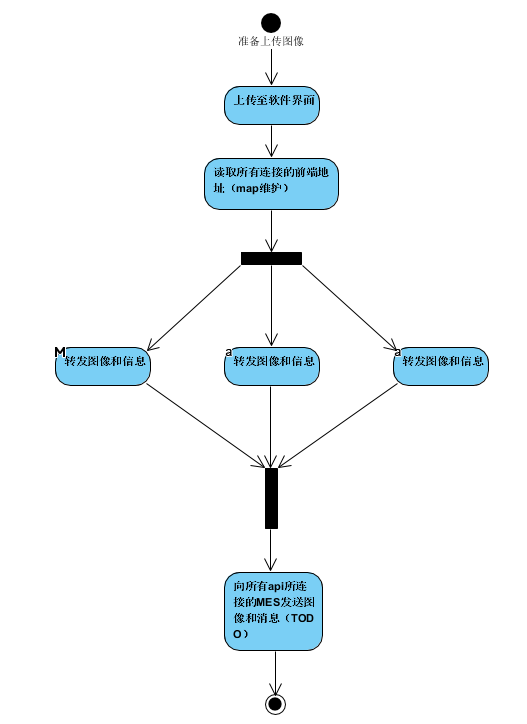 准备上传图像
上传至软件界面
读取所有连接的前端地
址（map维护）
M
转发图像和信息
a
转发图像和信息
a
转发图像和信息
向所有api所连
接的MES发送图
像和消息（TOD
O）